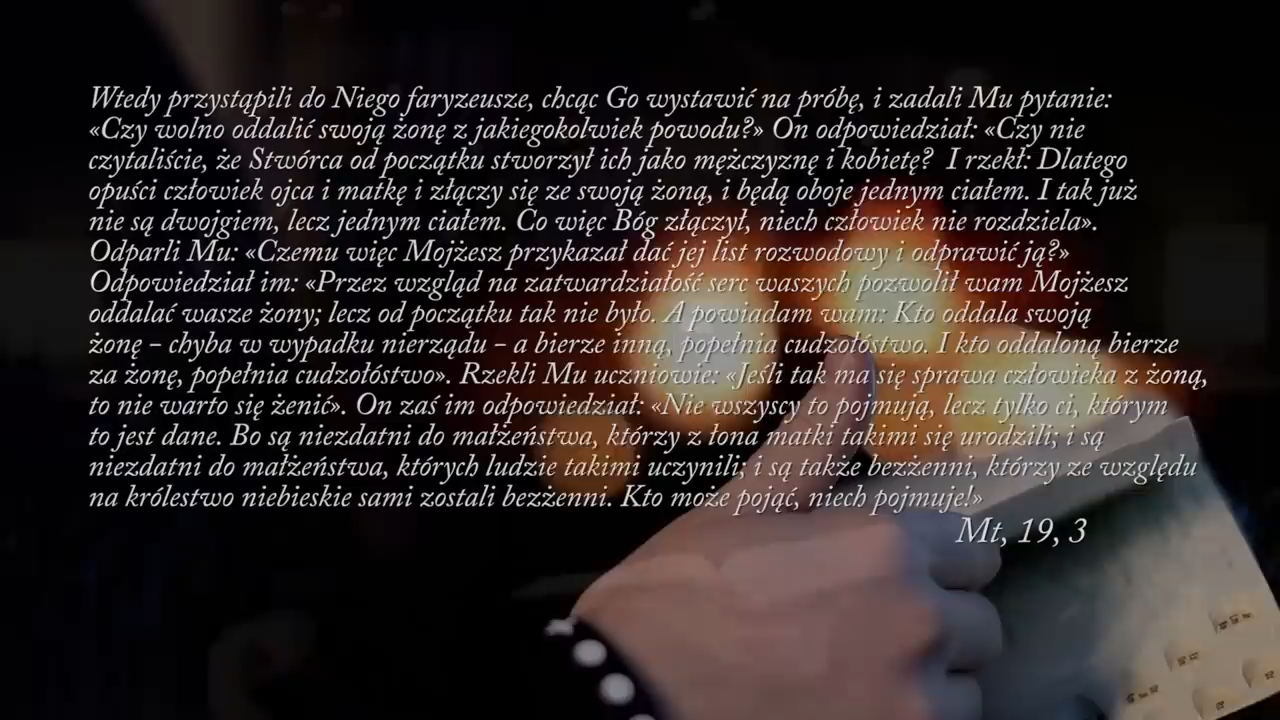 Wtedy przystąpili do Niego faryzeusze, chcąc Go wystawić na próbę, i zadali Mu pytanie:
«Czy wolno oddalić swoją żonę z jakiegokolwiek powodu?» On odpowiedział: «Czy nie
czytaliście, że Stwórca od początku stworzył ich jako mężczyznę i kobietę? I rzekł: Dlatego
opuści człowiek ojca i matkę i złączy się ze swoją żoną, i będą oboje jednym ciałem. I tak już
nie są dwojgiem, lecz jednym ciałem. Co więc Bóg złączył, niech człowiek nie rozdziela».
Odparli Mu: «Czemu więc Mojżesz przykazał dać jej list rozwodowy i odprawić ją?»
Odpowiedział im: «Przez wzgląd na zatwardziałość serc waszych pozwolił wam Mojżesz
oddalać wasze żony; lecz od początku tak nie było. A powiadam wam: Kto oddala swoją
żonę – chyba w wypadku nierządu – a bierze inną, popełnia cudzołóstwo. I kto oddaloną bierze
za żonę, popełnia cudzołóstwo». Rzekli Mu uczniowie: «Jeśli tak ma się sprawa człowieka z żoną,
to nie warto się żenić». On zaś im odpowiedział: «Nie wszyscy to pojmują, lecz tylko ci, którym
to jest dane. Bo są niezdatni do małżeństwa, którzy z łona matki takimi się urodzili; i są
niezdatni do małżeństwa, których ludzie takimi uczynili; i są także bezżenni, którzy ze względu
na królestwo niebieskie sami zostali bezżenni. Kto może pojąć, niech pojmuje!»
Mt, 19, 3